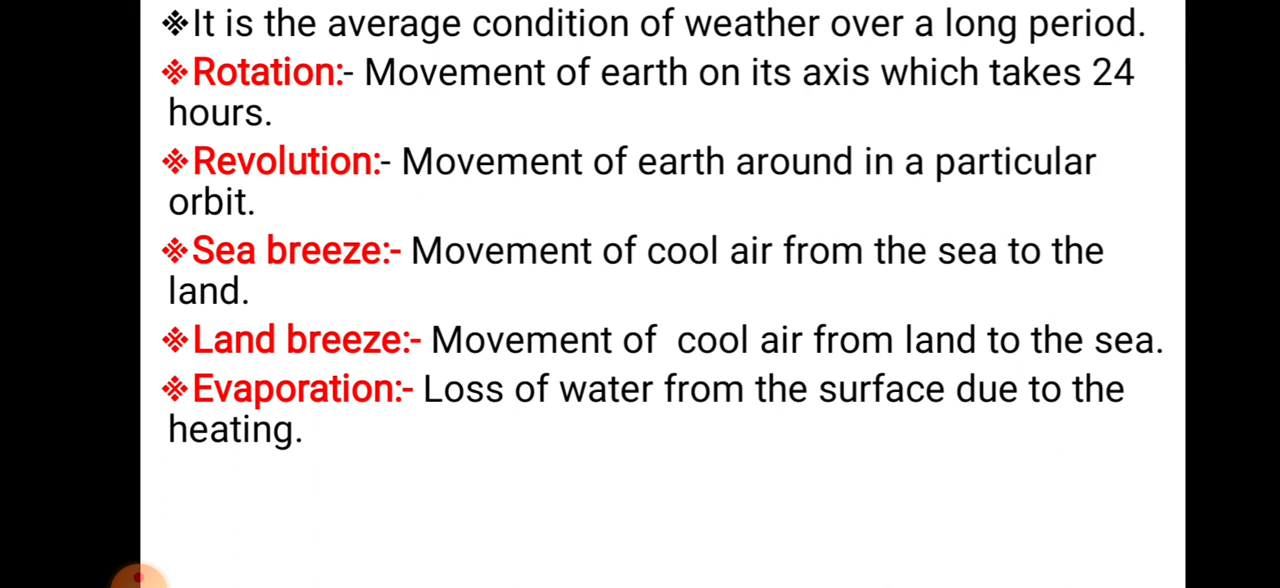 ❖It is the average condition of weather over a long period.
❖Rotation:- Movement of earth on its axis which takes 24
hours.
❖Revolution:- Movement of earth around in a particular
orbit.
❖Sea breeze:- Movement of cool air from the sea to the
land.
❖Land breeze:- Movement of  cool air from land to the sea.
❖Evaporation:- Loss of water from the surface due to the
heating.